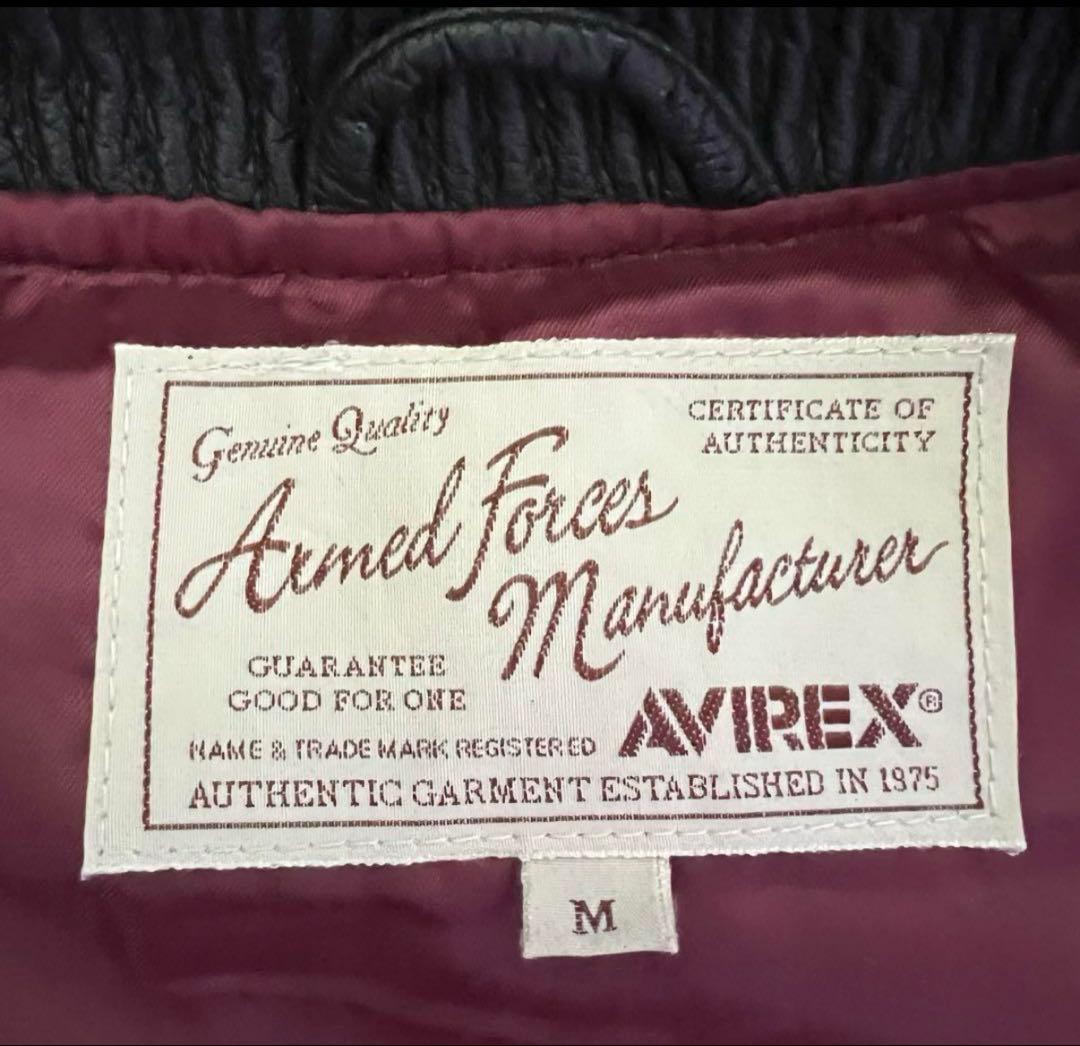 Genuine Quality
CERTIFICATE OF
AUTHENTICITY
Armed Forces
Manufacturer
GUARANTEE
GOOD FOR ONE
AVIREX®
NAME & TRADE MARK REGISTERED
AUTHENTIC GARMENT ESTABLISHED IN 1975
M